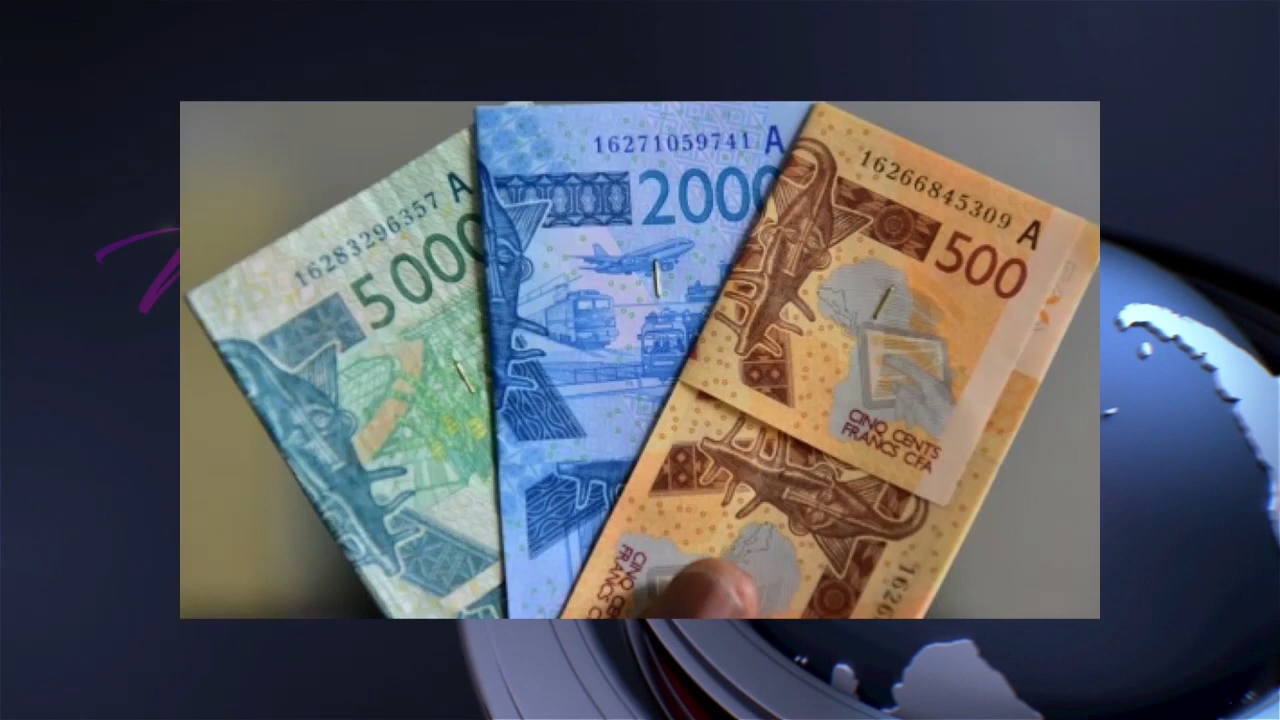 16283296357 A
5000
16271059741 A
2000
16266845309 A
500
CINQ CENTS
FRANCS CFA